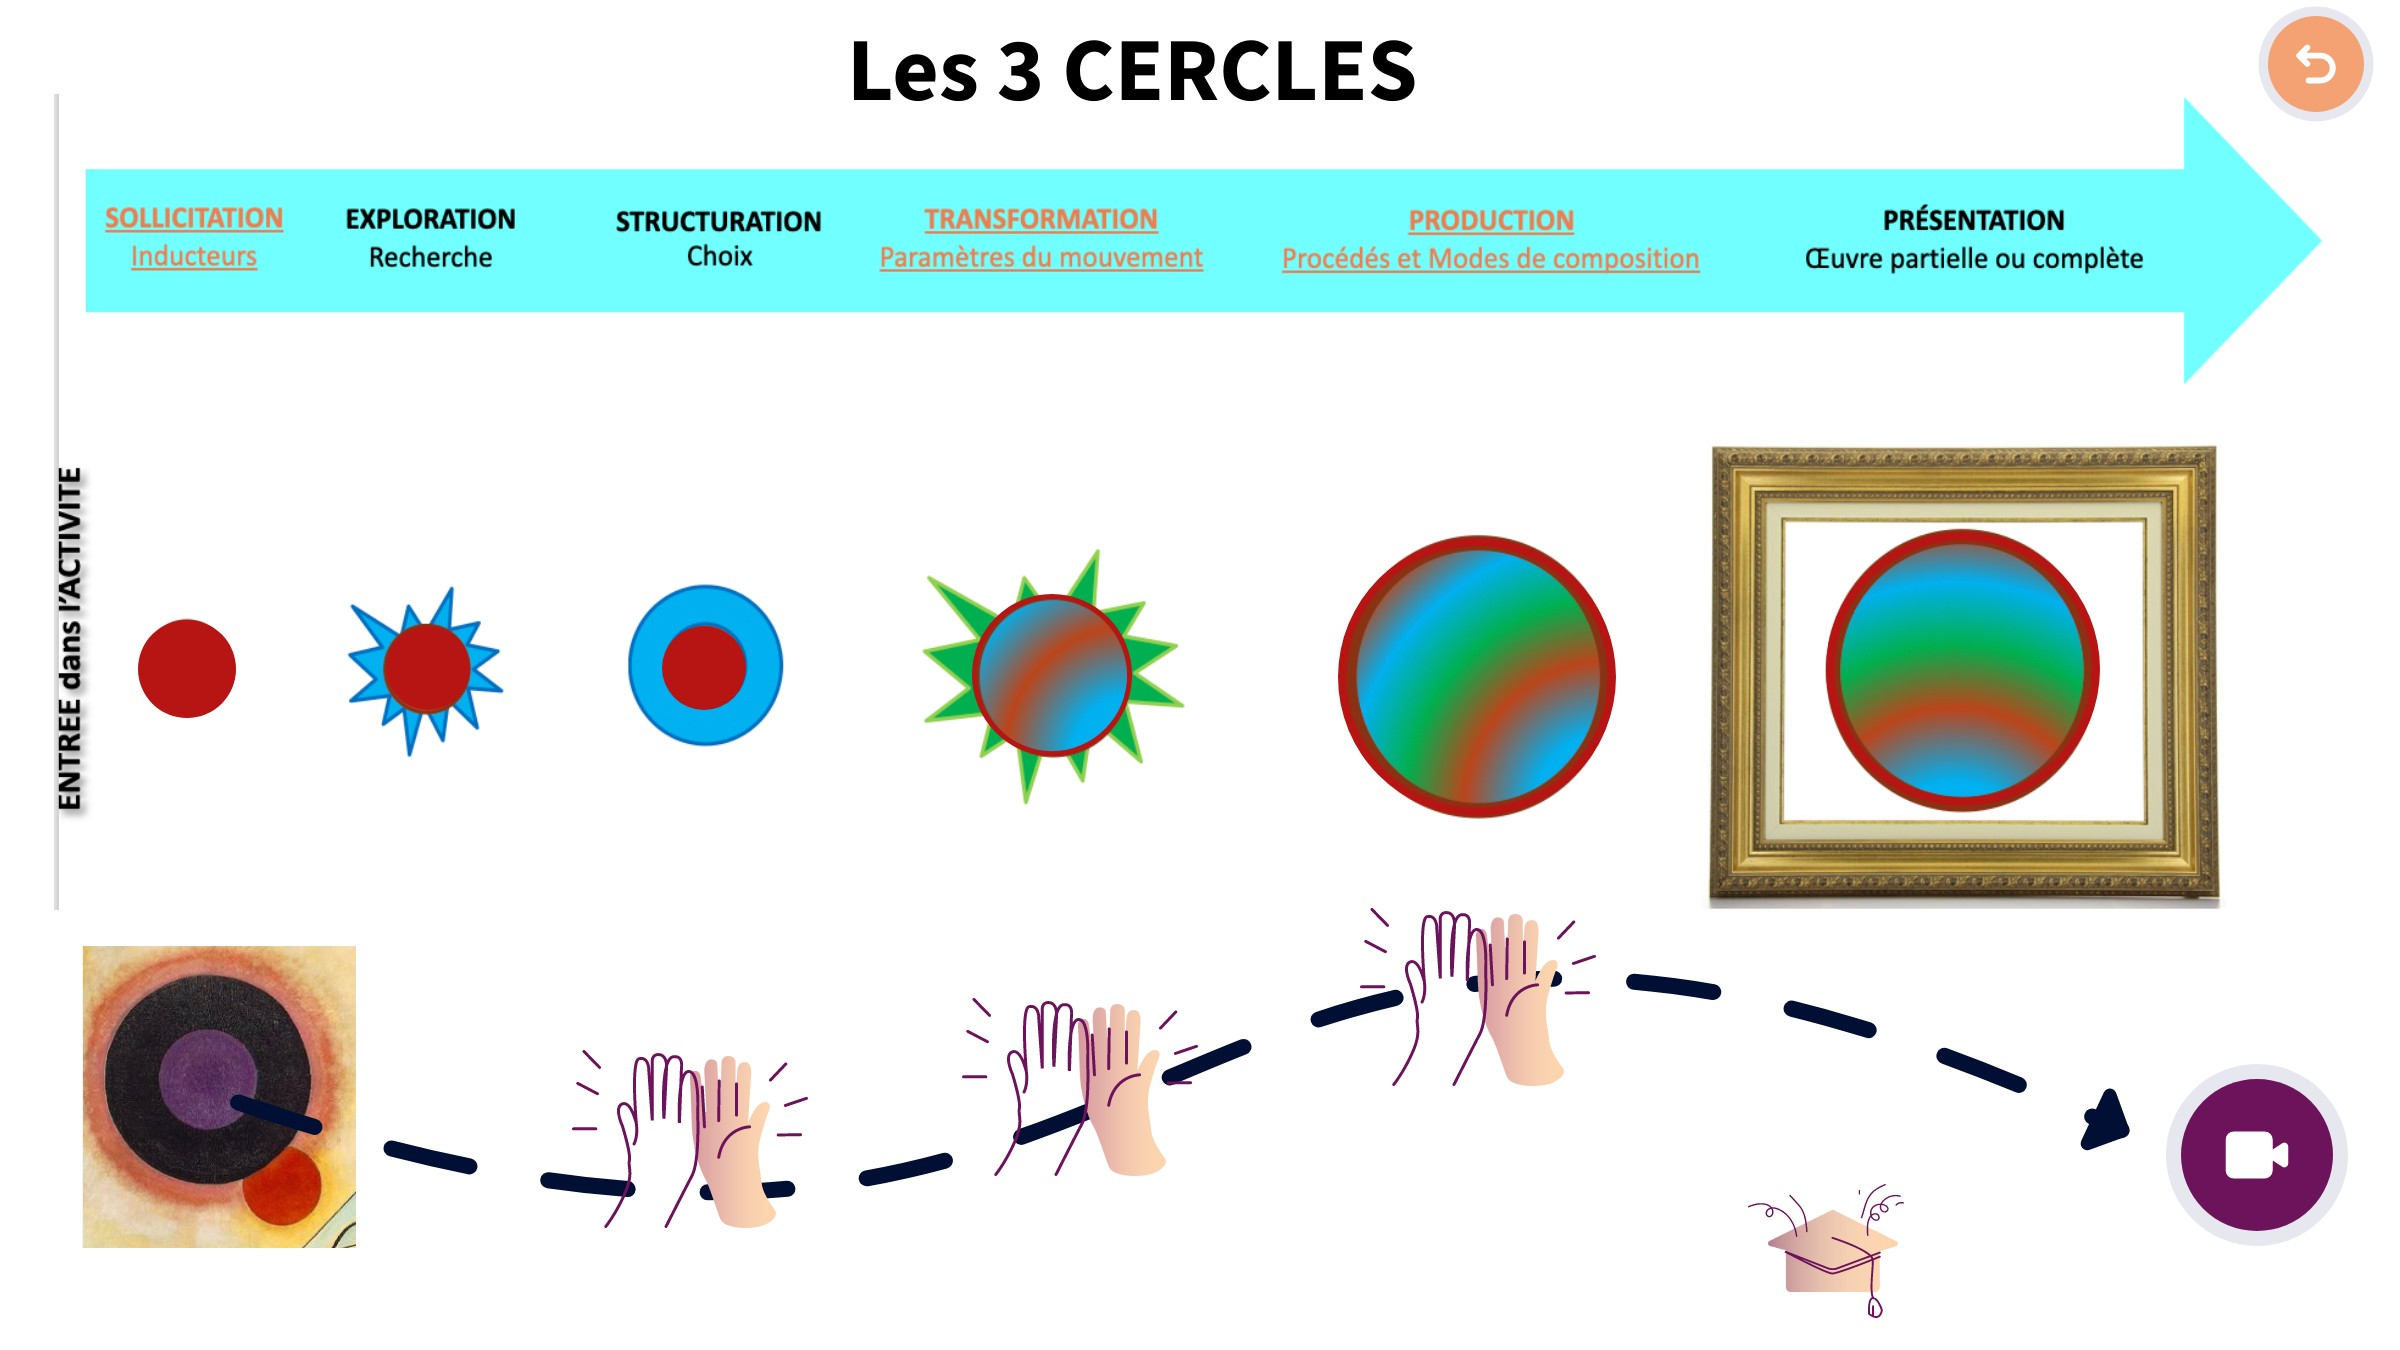 Les 3 CERCLES
SOLLICITATION
Inducteurs
EXPLORATION
Recherche
STRUCTURATION
Choix
TRANSFORMATION
Paramètres du mouvement
PRODUCTION
Procédés et Modes de composition
PRÉSENTATION
Œuvre partielle ou complète
ENTREE dans l'ACTIVITE